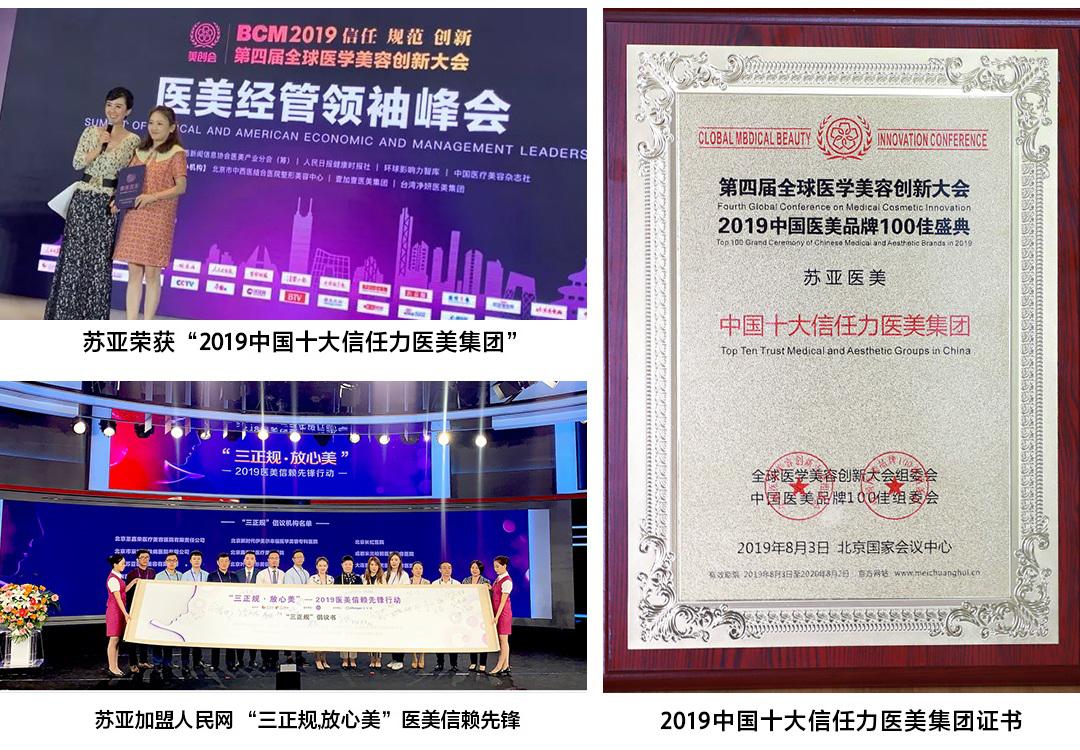 美创会
BCM2019 信任 规范 创新
第四届全球医学美容创新大会
医美经管领袖峰会
SUMMIT OF MEDICAL AND AMERICAN ECONOMIC AND MANAGEMENT LEADERS
新闻信息协会医美产业分会（筹） | 人民日报健康时报社 | 环球影响力智库 | 中国医疗美容杂志社
北京市中西医结合医院整形美容中心 | 壹加壹医美集团 | 台湾净妍医美集团
CCTV
BTV
苏亚荣获“2019中国十大信任力医美集团”
“三正规·放心美”
—2019医美信赖先锋行动—
“三正规”倡议机构名单
北京长虹医院
“三正规·放心美”—2019医美信赖先锋行动
“三正规”倡议书
苏亚加盟人民网 “三正规,放心美”医美信赖先锋
GLOBAL MBDICAL BEAUTY INNOVATION CONFERENCE
第四届全球医学美容创新大会
Fourth Global Conference on Medical Cosmetic Innovation
2019中国医美品牌100佳盛典
Top 100 Grand Ceremony of Chinese Medical and Aesthetic Brands in 2019
苏亚医美
中国十大信任力医美集团
Top Ten Trust Medical and Aesthetic Groups in China
全球医学美容创新大会组委会
中国医美品牌100佳组委会
2019年8月3日 北京国家会议中心
有效期限：2019年8月3日至2020年8月2日 官方网站：www.meichuanghui.cn
2019中国十大信任力医美集团证书